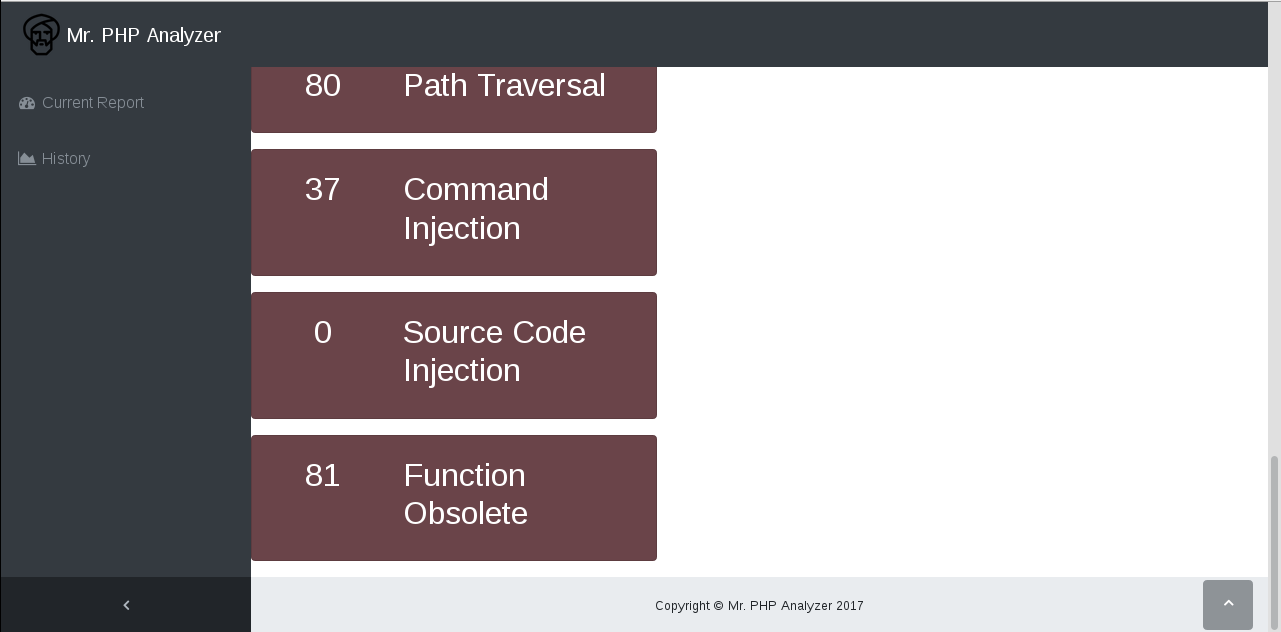 Mr. PHP Analyzer
Current Report
History
80 Path Traversal
37 Command
Injection
0 Source Code
Injection
81 Function
Obsolete
Copyright © Mr. PHP Analyzer 2017